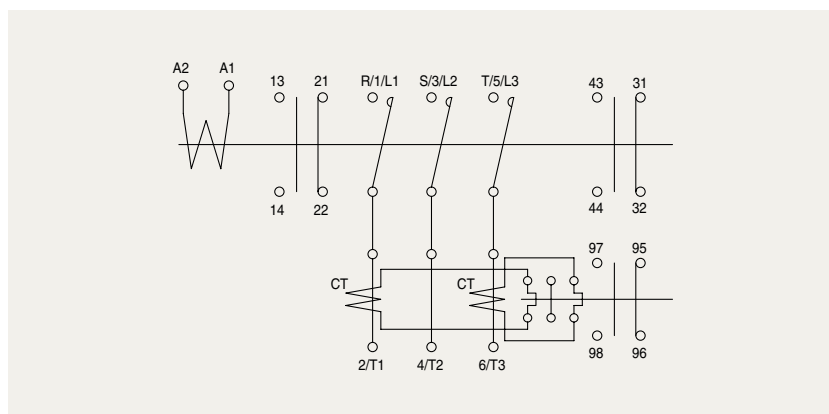 A2 A1
13 21 R/1/L1 S/3/L2 T/5/L3 43 31
14 22 44 32
97 95
CT CT
98 96
2/T1 4/T2 6/T3